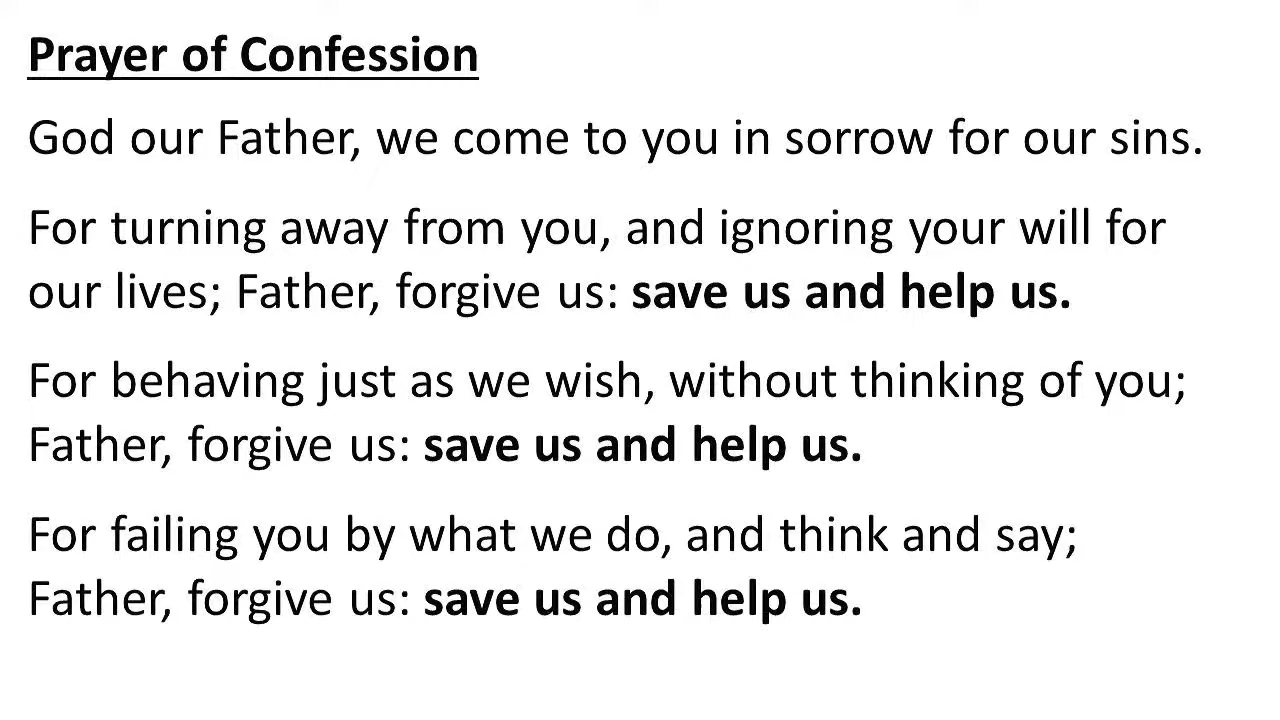 Prayer of Confession
God our Father, we come to you in sorrow for our sins.
For turning away from you, and ignoring your will for
our lives; Father, forgive us: save us and help us.
For behaving just as we wish, without thinking of you;
Father, forgive us: save us and help us.
For failing you by what we do, and think and say;
Father, forgive us: save us and help us.